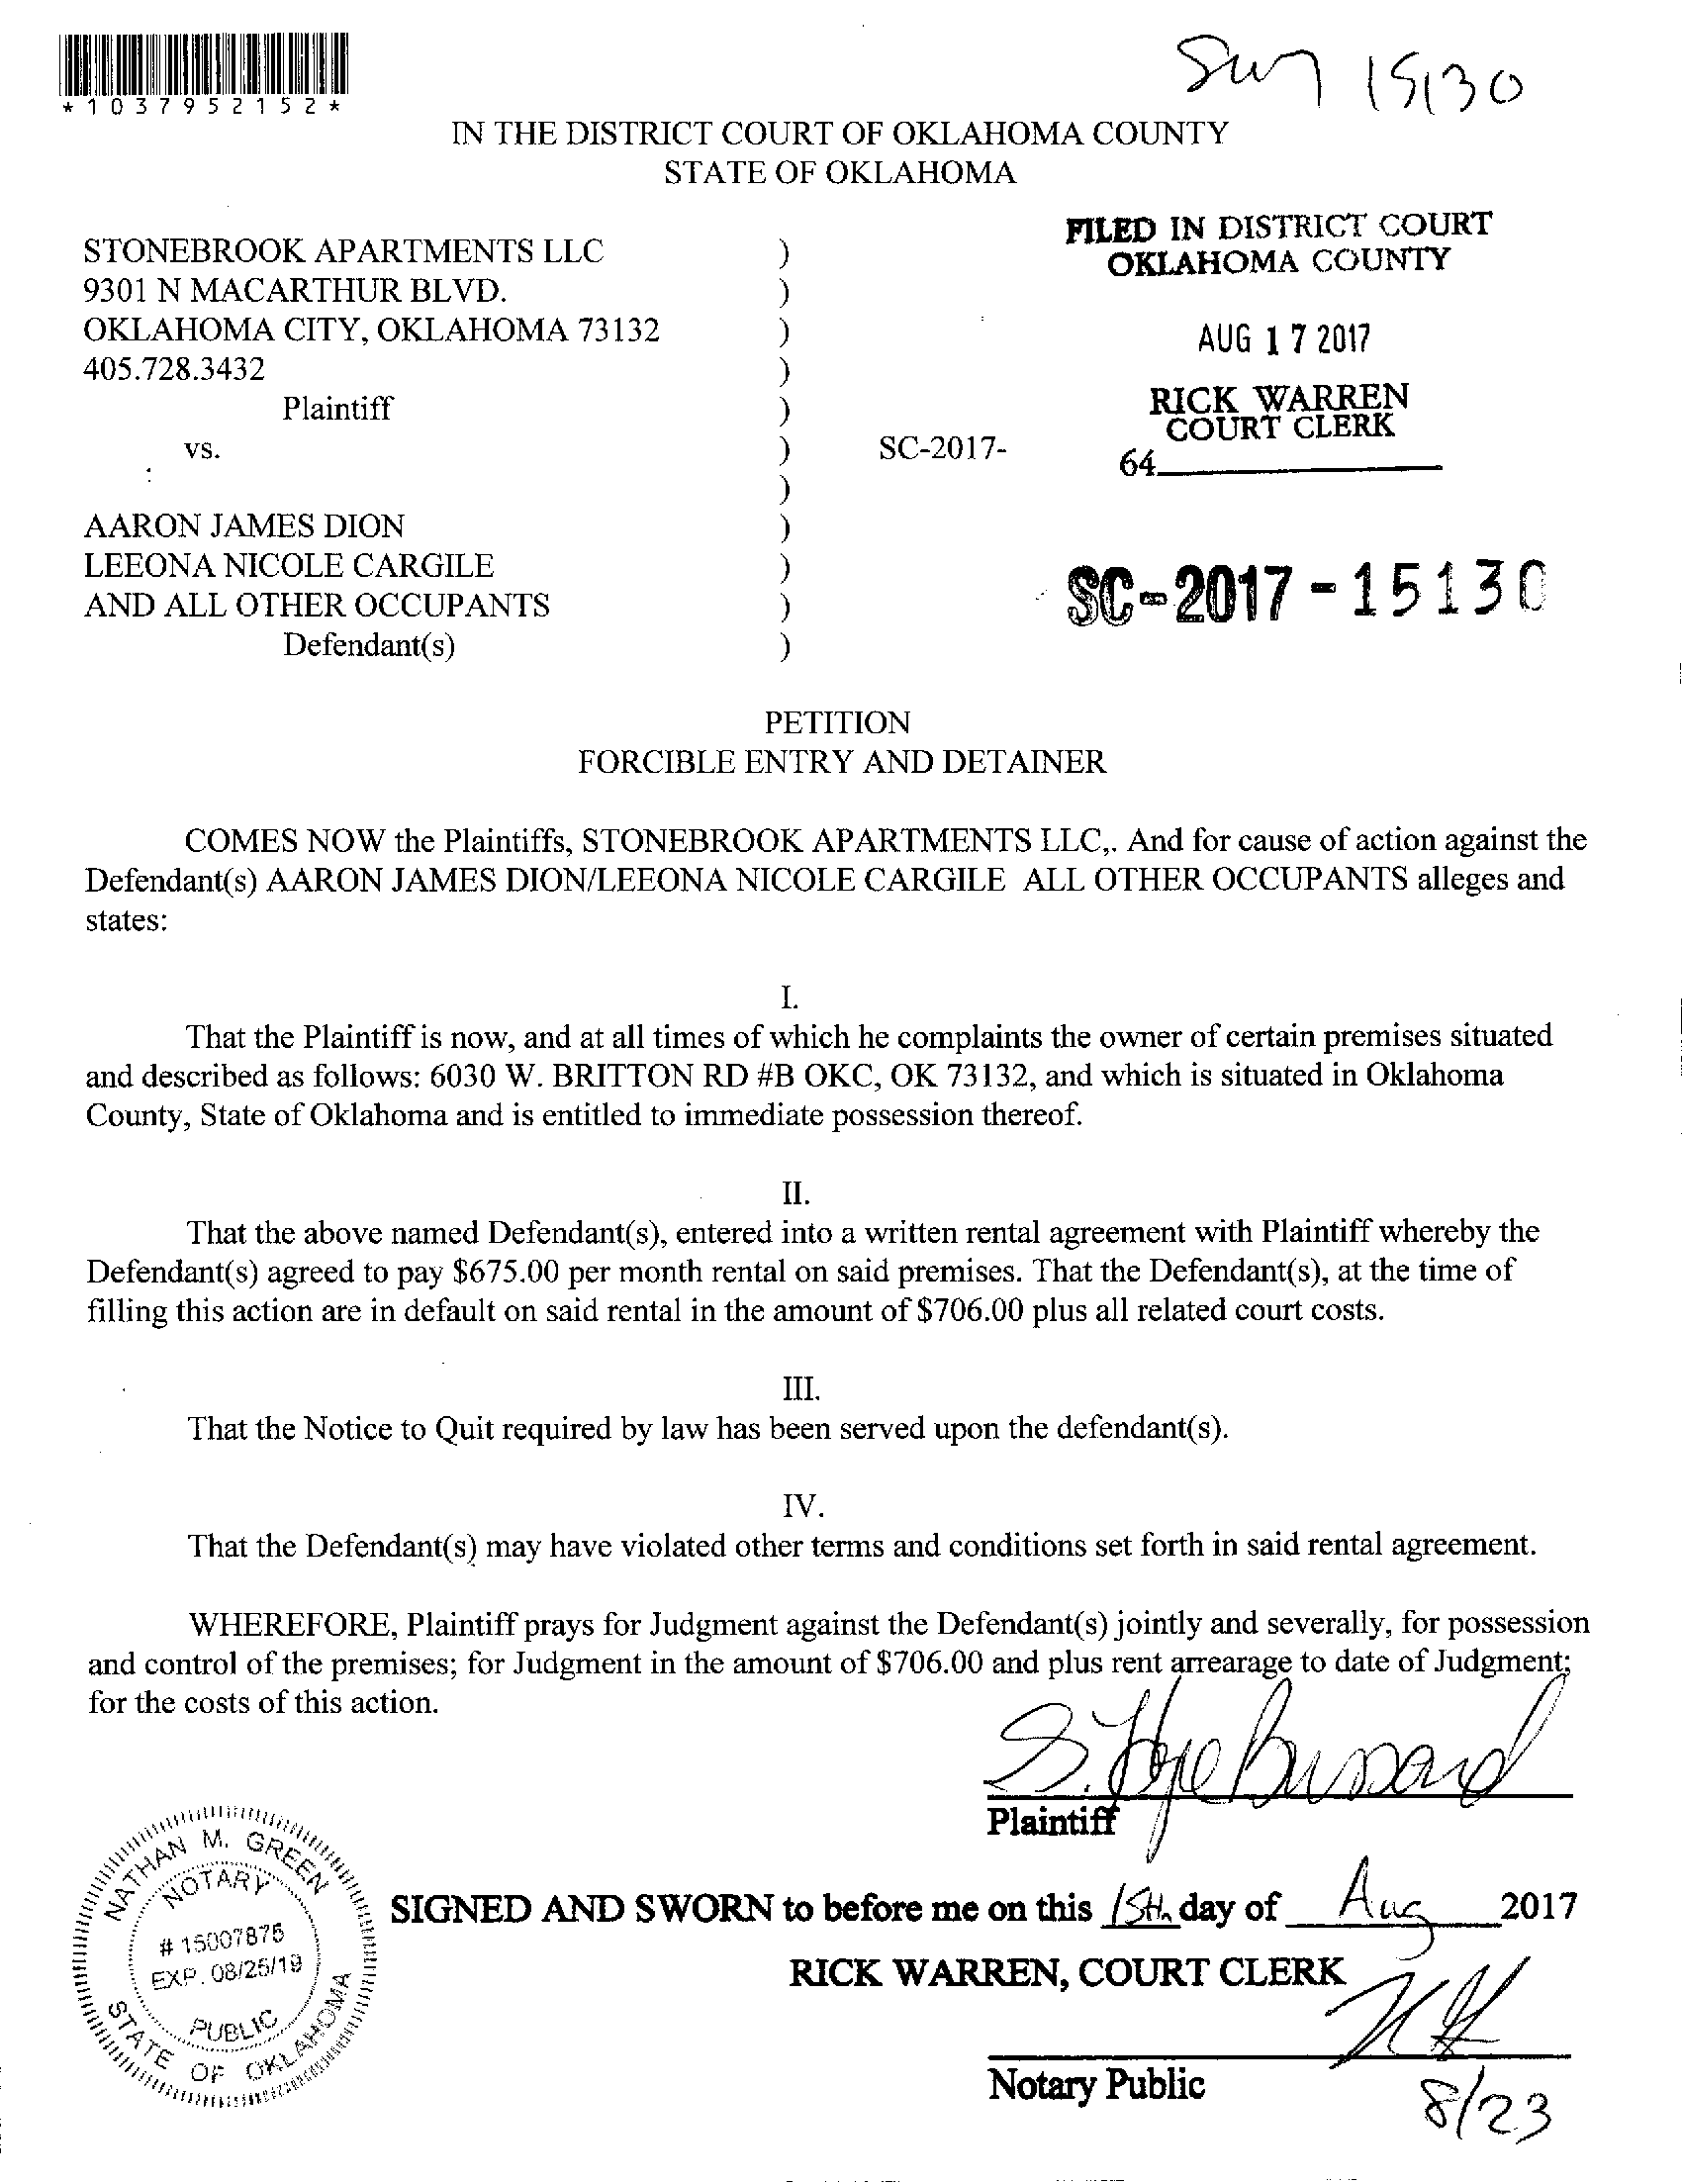 *1037952152*
15130
IN THE DISTRICT COURT OF OKLAHOMA COUNTY
STATE OF OKLAHOMA
FILED IN DISTRICT COURT
OKLAHOMA COUNTY
AUG 17 2017
RICK WARREN
COURT CLERK
64
STONEBROOK APARTMENTS LLC )
9301 N MACARTHUR BLVD. )
OKLAHOMA CITY, OKLAHOMA 73132 )
405.728.3432 )
Plaintiff )
vs. ) SC-2017-
)
AARON JAMES DION )
LEEONA NICOLE CARGILE )
AND ALL OTHER OCCUPANTS )
Defendant(s) )
SC-2017-15130
PETITION
FORCIBLE ENTRY AND DETAINER
COMES NOW the Plaintiffs, STONEBROOK APARTMENTS LLC,. And for cause of action against the
Defendant(s) AARON JAMES DION/LEEONA NICOLE CARGILE ALL OTHER OCCUPANTS alleges and
states:
I.
That the Plaintiff is now, and at all times of which he complaints the owner of certain premises situated
and described as follows: 6030 W. BRITTON RD #B OKC, OK 73132, and which is situated in Oklahoma
County, State of Oklahoma and is entitled to immediate possession thereof.
II.
That the above named Defendant(s), entered into a written rental agreement with Plaintiff whereby the
Defendant(s) agreed to pay $675.00 per month rental on said premises. That the Defendant(s), at the time of
filling this action are in default on said rental in the amount of $706.00 plus all related court costs.
III.
That the Notice to Quit required by law has been served upon the defendant(s).
IV.
That the Defendant(s) may have violated other terms and conditions set forth in said rental agreement.
WHEREFORE, Plaintiff prays for Judgment against the Defendant(s) jointly and severally, for possession
and control of the premises; for Judgment in the amount of $706.00 and plus rent arrearage to date of Judgment;
for the costs of this action.
Plaintiff
SIGNED AND SWORN to before me on this 15th day of Aug 2017
RICK WARREN, COURT CLERK
Notary Public
8/23
NATHAN M. GREEN
NOTARY
# 15007875
EXP. 08/25/19
PUBLIC
STATE OF OKLAHOMA